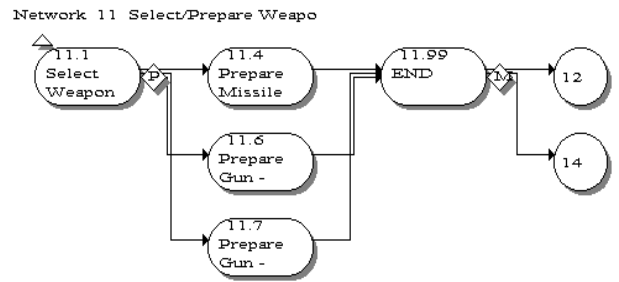 Network 11 Select/Prepare Weapo
11.1
Select
Weapon
P
11.4
Prepare
Missile
11.6
Prepare
Gun -
11.7
Prepare
Gun -
11.99
END
M
12
14